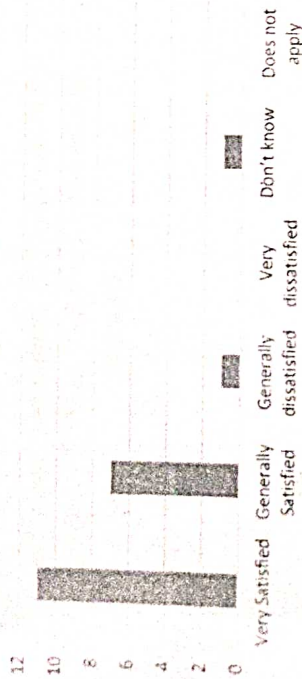 12
10
8
6
4
2
0
Very Satisfied
Generally
Satisfied
Generally
dissatisfied
Very
dissatisfied
Don't know
Does not
apply